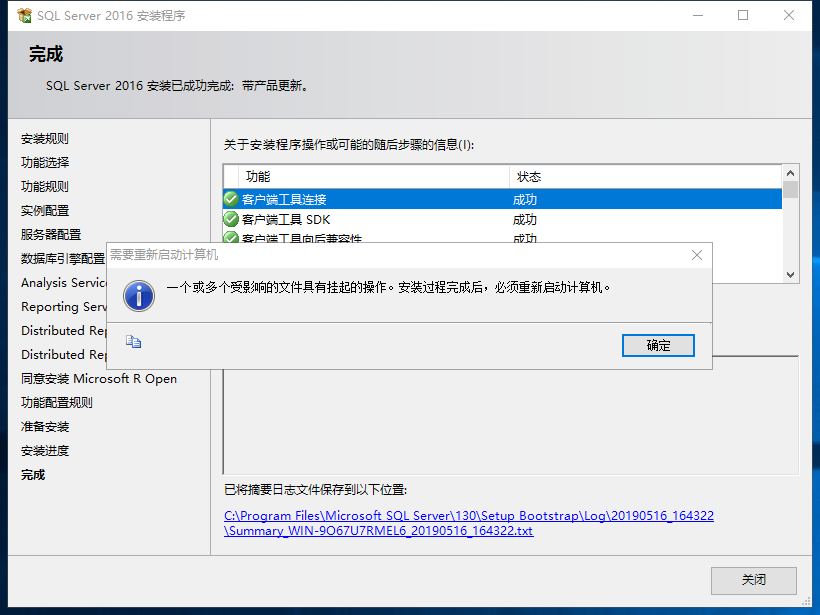 SQL Server 2016 安装程序
完成
SQL Server 2016 安装已成功完成: 带产品更新。
安装规则
功能选择
功能规则
实例配置
服务器配置
数据库引擎配置
Analysis Servic
Reporting Serv
Distributed Rep
Distributed Rep
同意安装 Microsoft R Open
功能配置规则
准备安装
安装进度
完成
关于安装程序操作或可能的随后步骤的信息(I):
功能 状态
客户端工具连接 成功
客户端工具 SDK 成功
客户端工具向后兼容性 成功
需要重新启动计算机
一个或多个受影响的文件具有挂起的操作。安装过程完成后，必须重新启动计算机。
确定
已将摘要日志文件保存到以下位置:
C:\Program Files\Microsoft SQL Server\130\Setup Bootstrap\Log\20190516_164322
\Summary_WIN-9O67U7RMEL6_20190516_164322.txt
关闭